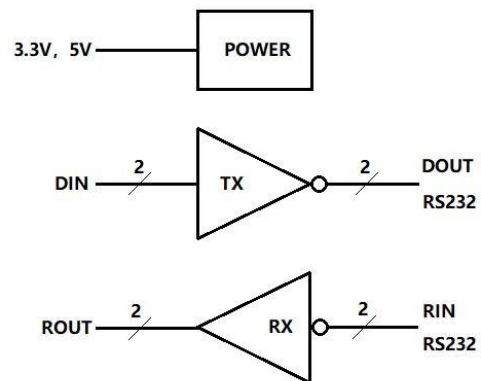 3.3V, 5V POWER
2 2 DOUT
DIN TX
RS232
2 2 RIN
ROUT RX
RS232